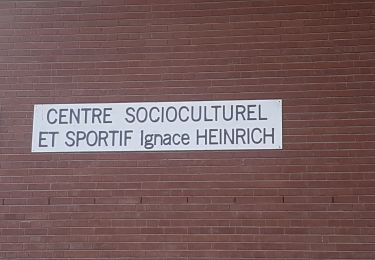 CENTRE SOCIOCULTUREL
ET SPORTIF Ignace HEINRICH